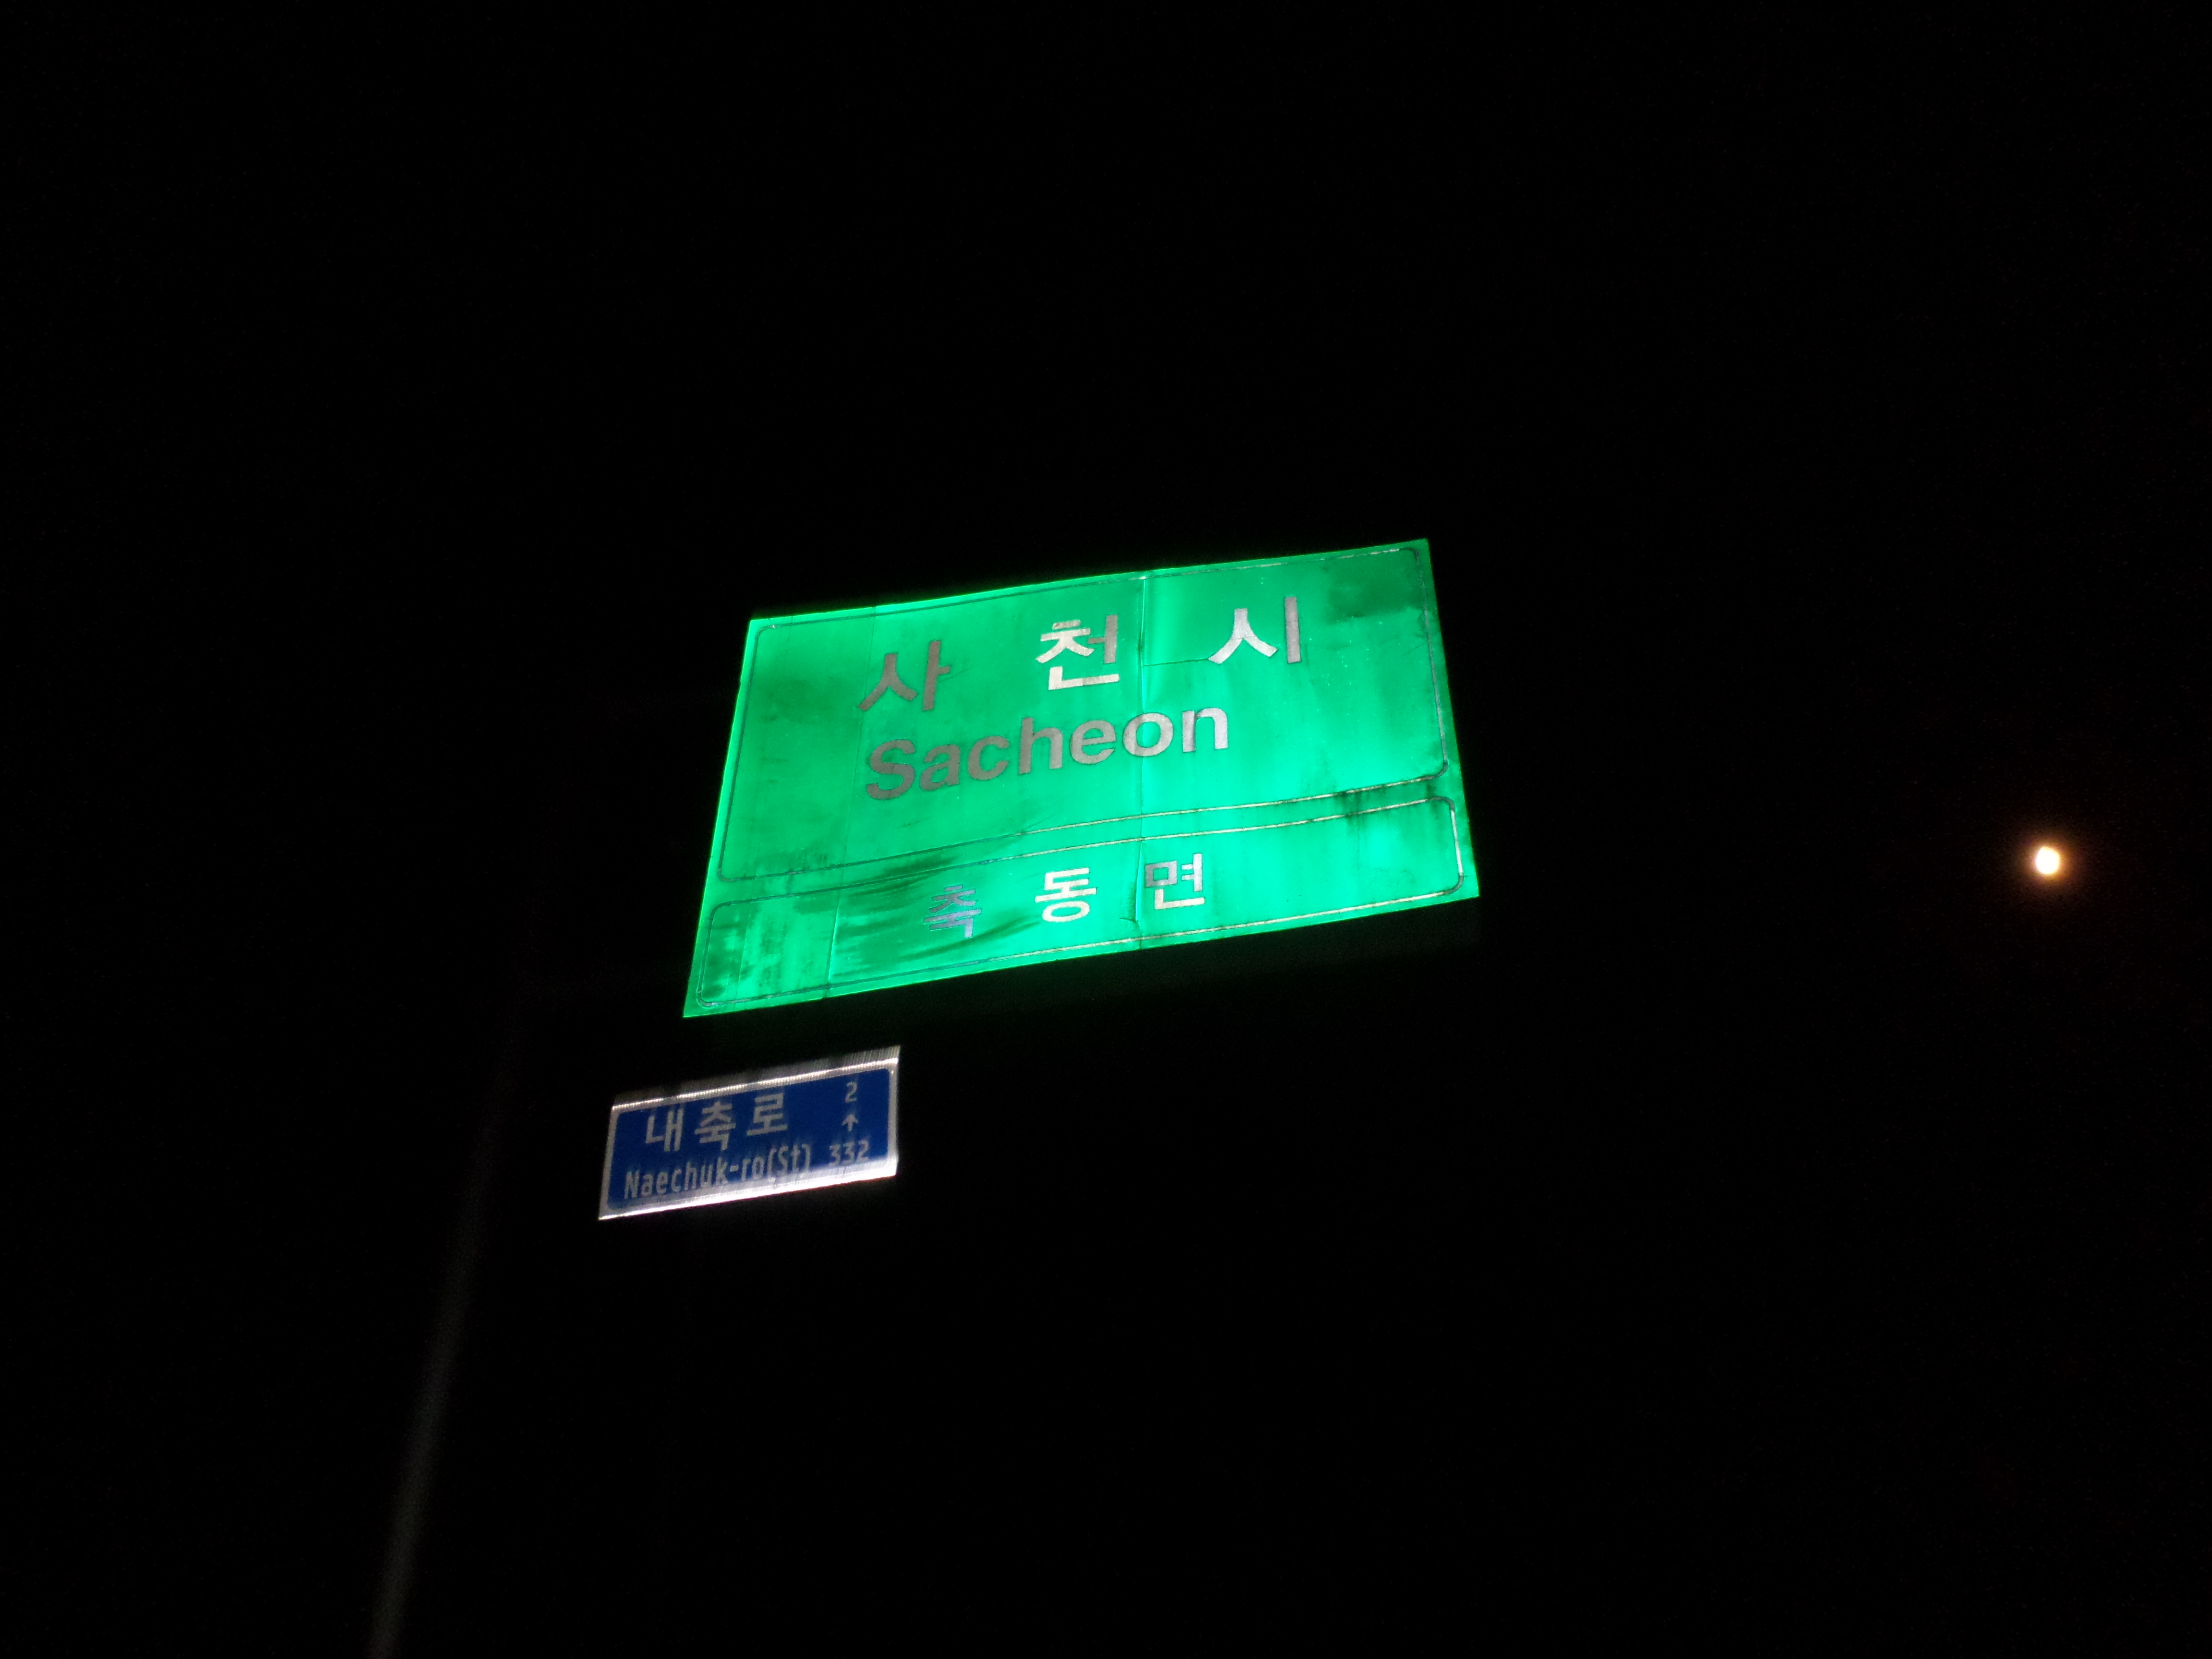 사 천 시
Sacheon
축 동 면
내축로 2
↑
Naechuk-ro(St) 332